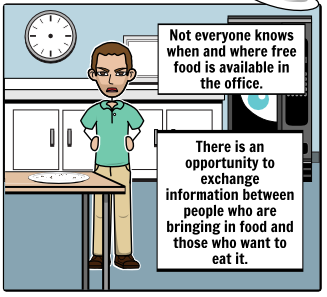 Not everyone knows
when and where free
food is available in
the office.
There is an
opportunity to
exchange
information between
people who are
bringing in food and
those who want to
eat it.